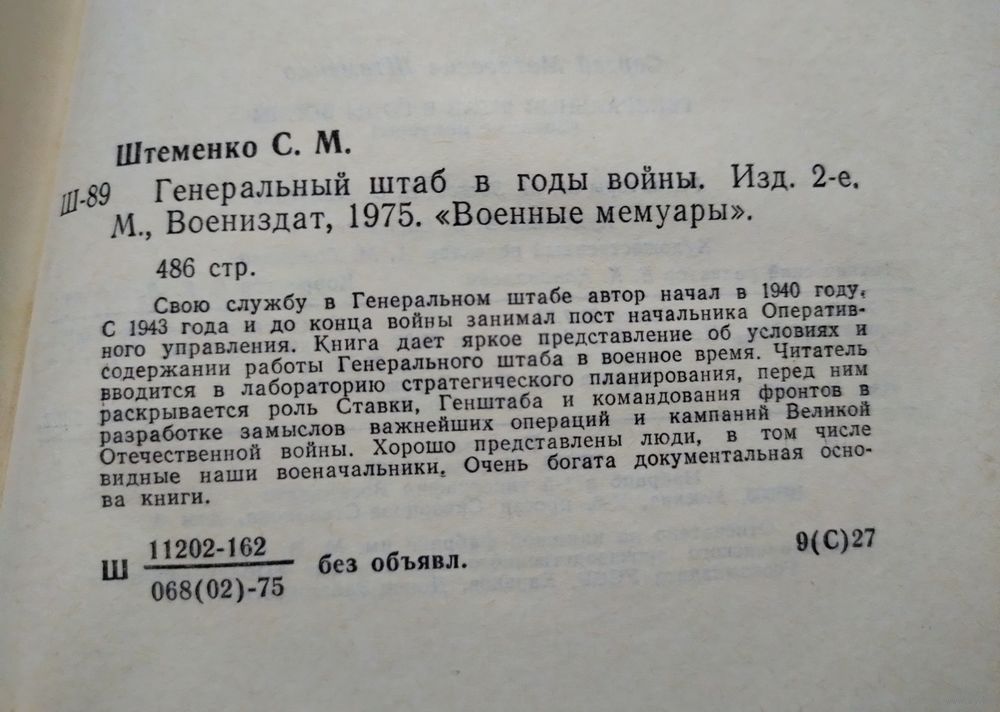 Штеменко С. М.
Ш-89 Генеральный штаб в годы войны. Изд. 2-е.
М., Воениздат, 1975. «Военные мемуары».
486 стр.
Свою службу в Генеральном штабе автор начал в 1940 году.
С 1943 года и до конца войны занимал пост начальника Оператив-
ного управления. Книга дает яркое представление об условиях и
содержании работы Генерального штаба в военное время. Читатель
вводится в лабораторию стратегического планирования, перед ним
раскрывается роль Ставки, Генштаба и командования фронтов в
разработке замыслов важнейших операций и кампаний Великой
Отечественной войны. Хорошо представлены люди, в том числе
видные наши военачальники. Очень богата документальная осно-
ва книги.
Ш 11202-162
068(02)-75 без объявл.
9(С)27